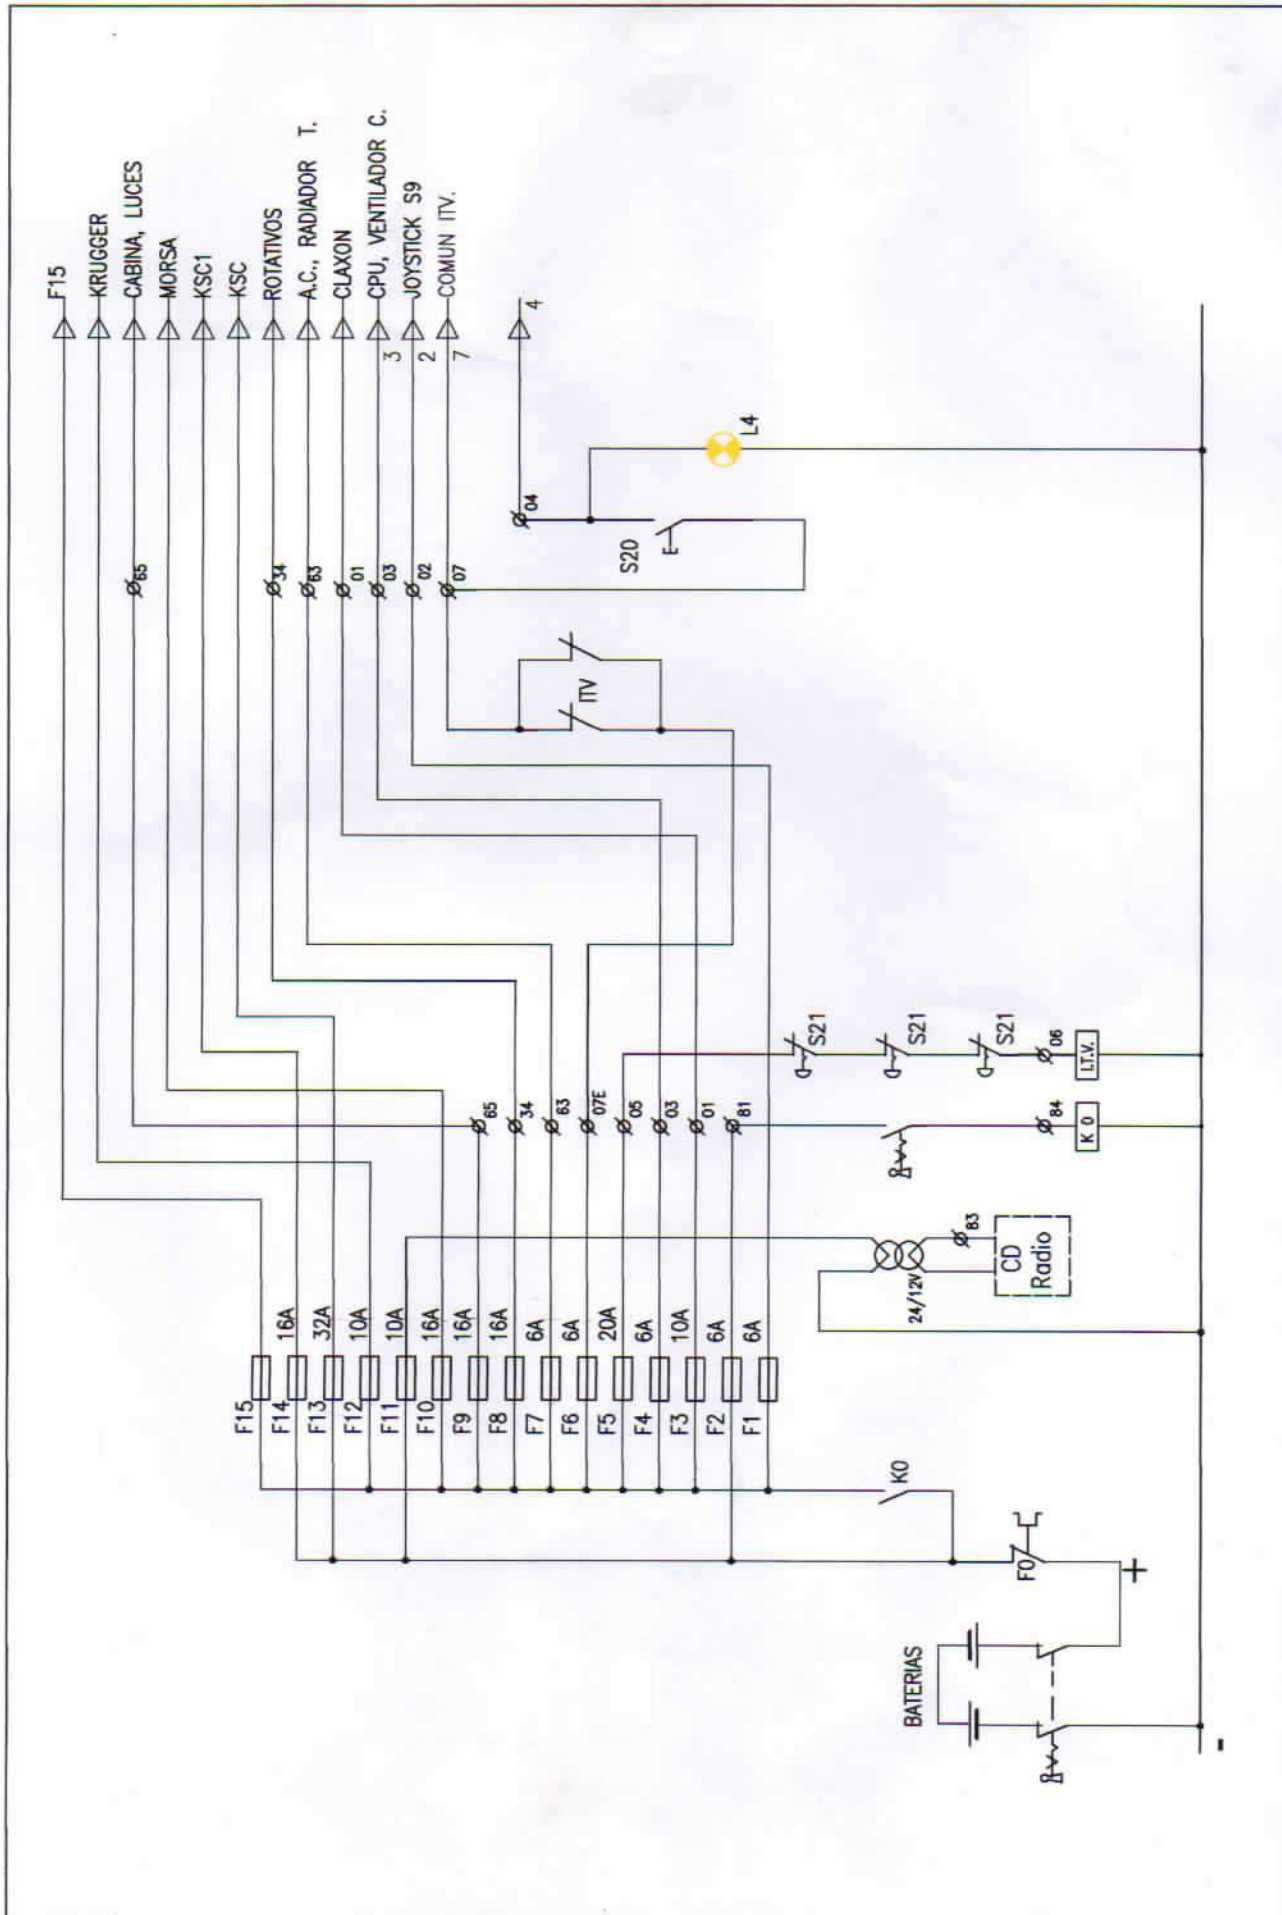 F15
KRUGGER
65 CABINA, LUCES
MORSA
KSC1
KSC
34 ROTATIVOS
63 A.C., RADIADOR T.
01 CLAXON
03 CPU, VENTILADOR C.
3
02 JOYSTICK S9
2
07 COMUN ITV.
7
04 4
F15
F14 16A
F13 32A
F12 10A
F11 10A
F10 16A
F9 16A 65
F8 16A 34
F7 6A 63
F6 6A 07E
F5 20A 05
F4 6A 03
F3 10A 01
F2 6A 81
F1 6A
ITV
S20
L4
K0
S21
S21
S21
24/12V
83
CD
Radio
84
06
K 0
I.T.V.
BATERIAS
F0
+
-